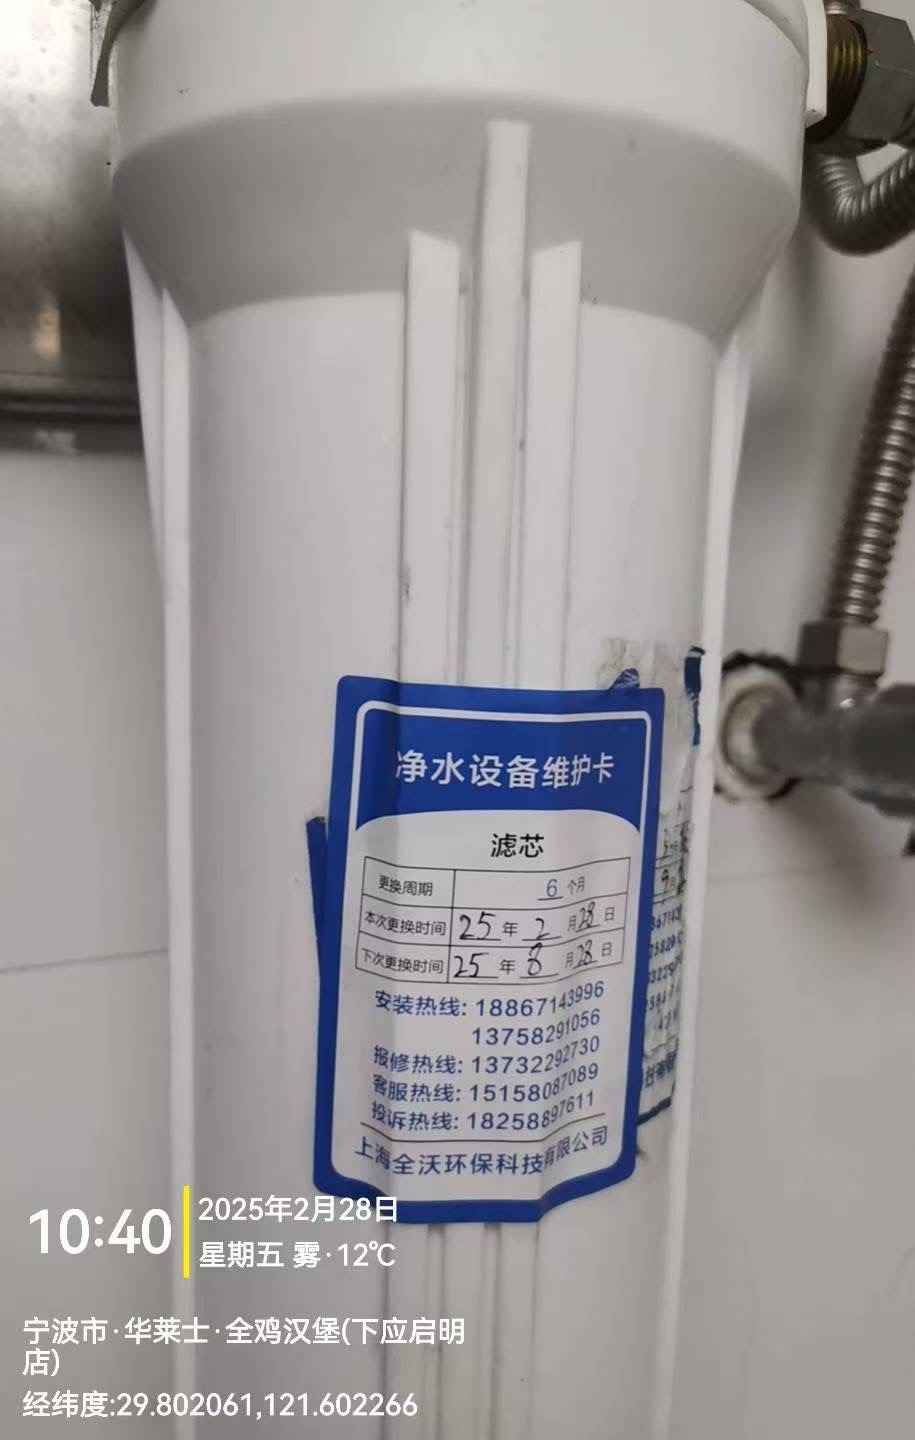 净水设备维护卡
滤芯
更换周期 6 个月
本次更换时间 25 年 2 月 28 日
下次更换时间 25 年 8 月 28 日
安装热线: 18867143996
13758291056
报修热线: 13732292730
客服热线: 15158087089
投诉热线: 18258897611
上海全沃环保科技有限公司
10:40
2025年2月28日
星期五 雾·12℃
宁波市·华莱士·全鸡汉堡(下应启明
店)
经纬度:29.802061,121.602266